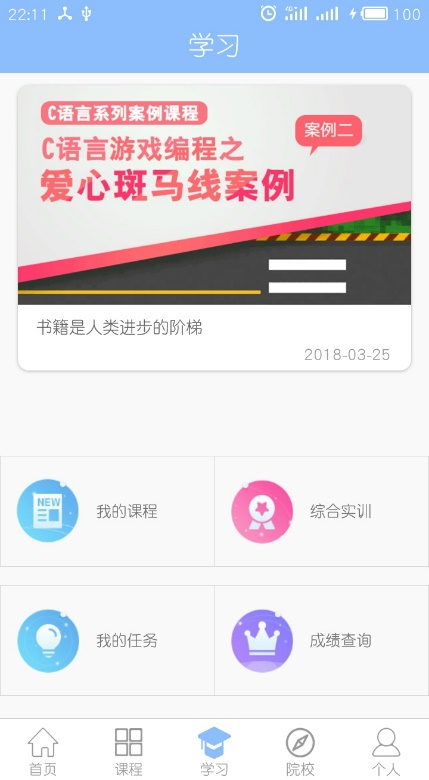 22:11
100
学习
C语言系列案例课程
案例二
C语言游戏编程之
爱心斑马线案例
书籍是人类进步的阶梯
2018-03-25
NEW
我的课程
综合实训
我的任务
成绩查询
首页
课程
学习
院校
个人